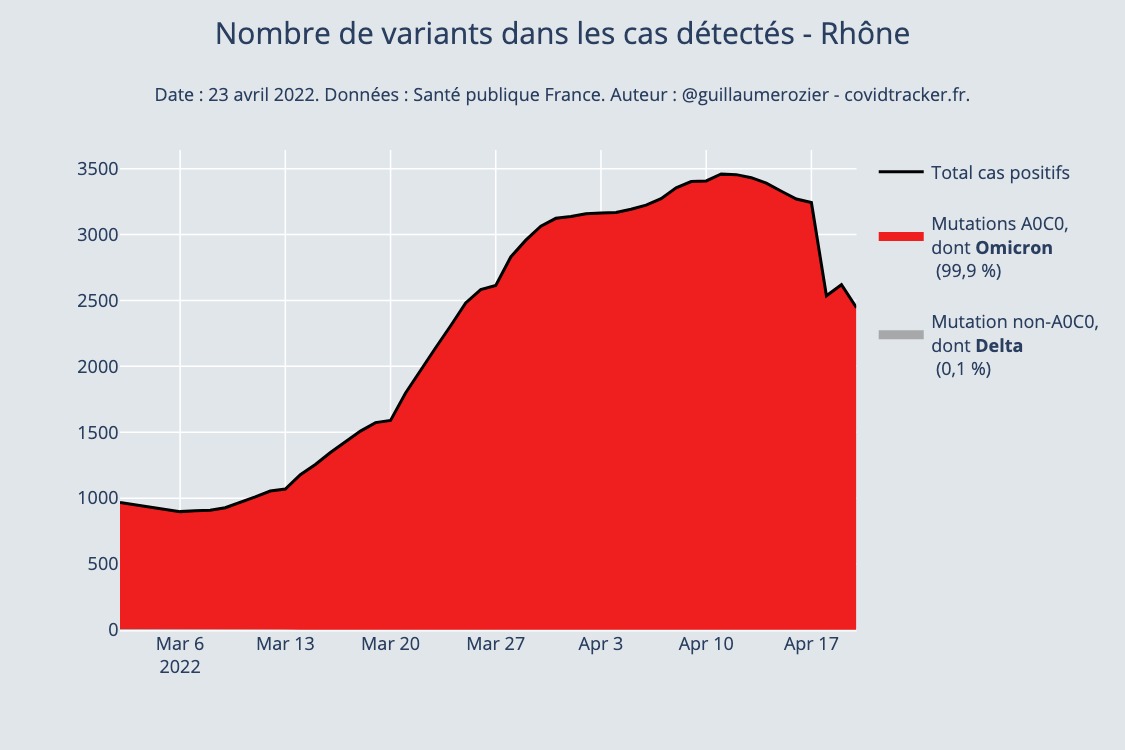 Nombre de variants dans les cas détectés - Rhône
Date : 23 avril 2022. Données : Santé publique France. Auteur : @guillaumerozier - covidtracker.fr.
3500
3000
2500
2000
1500
1000
500
0
Mar 6
2022
Mar 13
Mar 20
Mar 27
Apr 3
Apr 10
Apr 17
Total cas positifs
Mutations A0C0,
dont Omicron
(99,9 %)
Mutation non-A0C0,
dont Delta
(0,1 %)